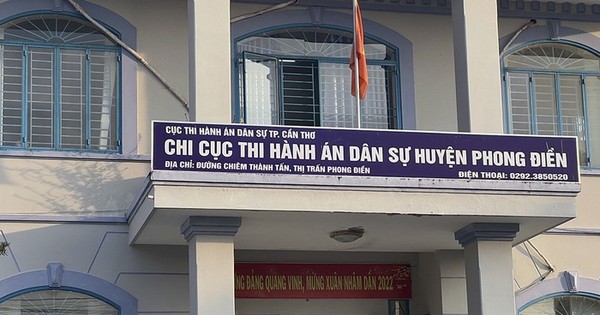 CỤC THI HÀNH ÁN DÂN SỰ TP. CẦN THƠ
CHI CỤC THI HÀNH ÁN DÂN SỰ HUYỆN PHONG ĐIỀN
ĐỊA CHỈ: ĐƯỜNG CHIÊM THÀNH TẤN, THỊ TRẤN PHONG ĐIỀN
ĐIỆN THOẠI: 0292.3850520
ĐẢNG QUANG VINH, MỪNG XUÂN NHÂM DẦN 2022